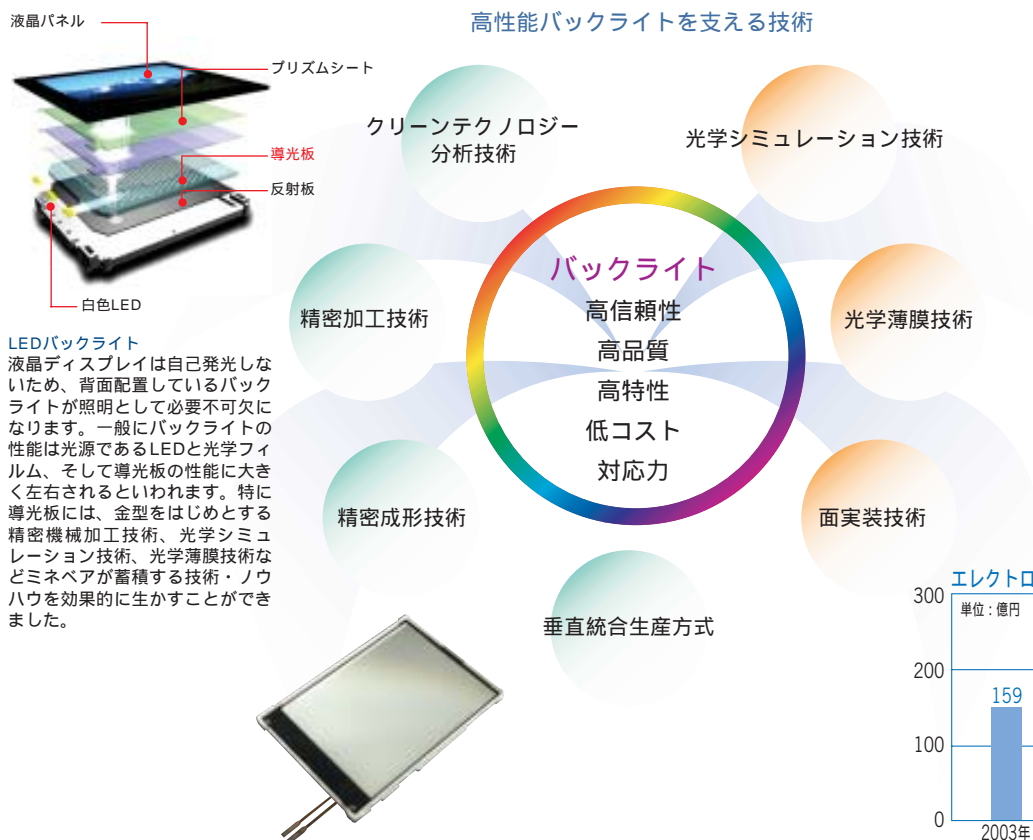 高性能バックライトを支える技術
液晶パネル
プリズムシート
導光板
反射板
白色LED
LEDバックライト
液晶ディスプレイは自己発光しな
いため、背面配置しているバック
ライトが照明として必要不可欠に
なります。一般にバックライトの
性能は光源であるLEDと光学フィ
ルム、そして導光板の性能に大き
く左右されるといわれます。特に
導光板には、金型をはじめとする
精密機械加工技術、光学シミュ
レーション技術、光学薄膜技術な
どミネベアが蓄積する技術・ノウ
ハウを効果的に生かすことができ
ました。
クリーンテクノロジー
分析技術
光学シミュレーション技術
精密加工技術
光学薄膜技術
精密成形技術
面実装技術
垂直統合生産方式
バックライト
高信頼性
高品質
高特性
低コスト
対応力
エレクトロ
単位：億円
300
200
159
100
0
2003年